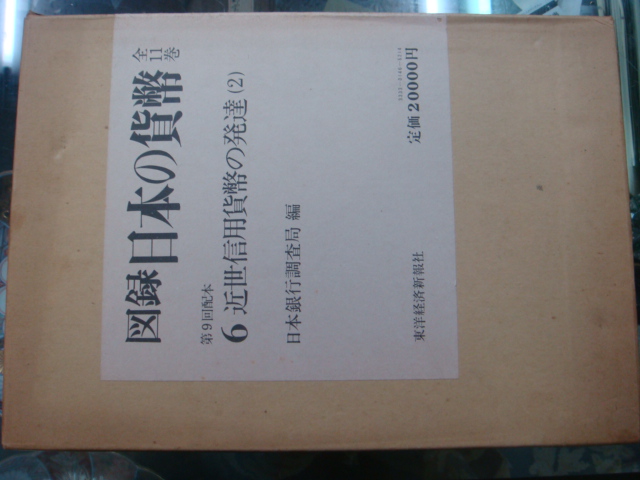 図録 日本の貨幣 全11巻
第9回配本
6 近世信用貨幣の発達(2)
日本銀行調査局 編
定価20000円
東洋経済新報社